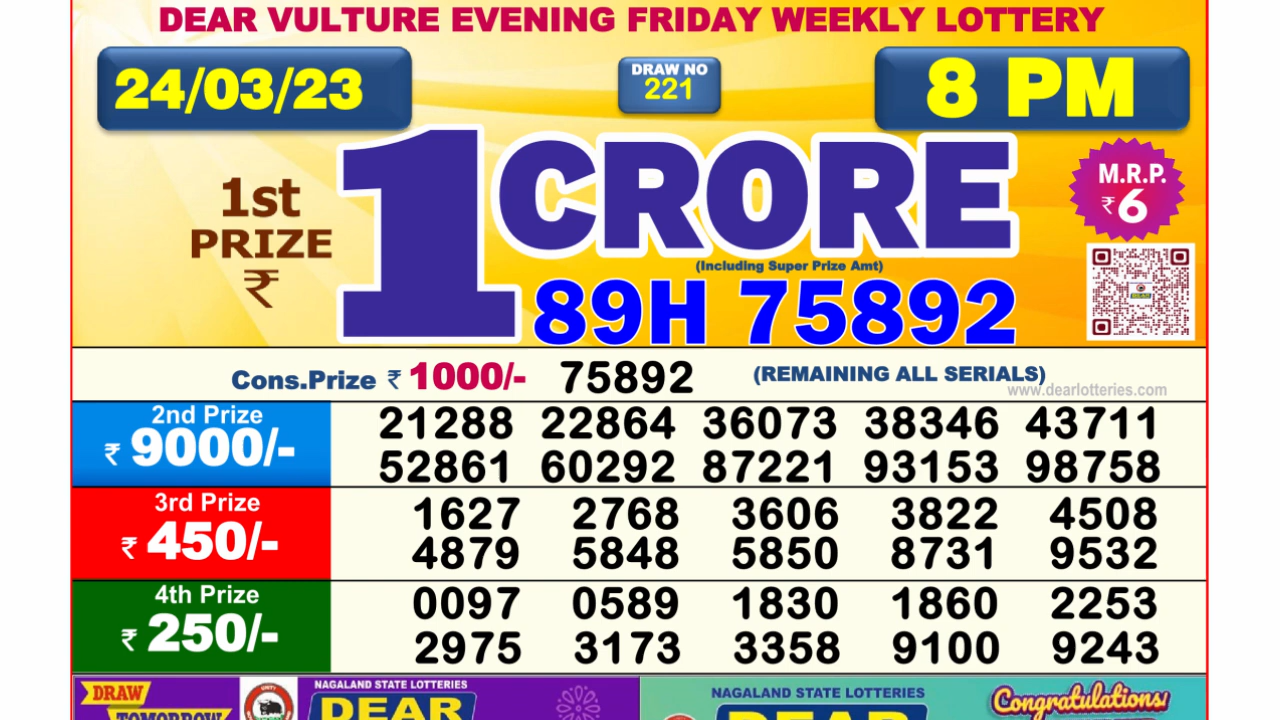 DEAR VULTURE EVENING FRIDAY WEEKLY LOTTERY
24/03/23
DRAW NO
221
8 PM
1st
PRIZE
₹
1 CRORE
(Including Super Prize Amt)
89H 75892
M.R.P.
₹6
Cons.Prize ₹ 1000/- 75892 (REMAINING ALL SERIALS)
www.dearlotteries.com
2nd Prize
₹ 9000/-
21288 22864 36073 38346 43711
52861 60292 87221 93153 98758
3rd Prize
₹ 450/-
1627 2768 3606 3822 4508
4879 5848 5850 8731 9532
4th Prize
₹ 250/-
0097 0589 1830 1860 2253
2975 3173 3358 9100 9243
DRAW
TOMORROW
NAGALAND STATE LOTTERIES
DEAR
NAGALAND STATE LOTTERIES
DEAR
Congratulations!